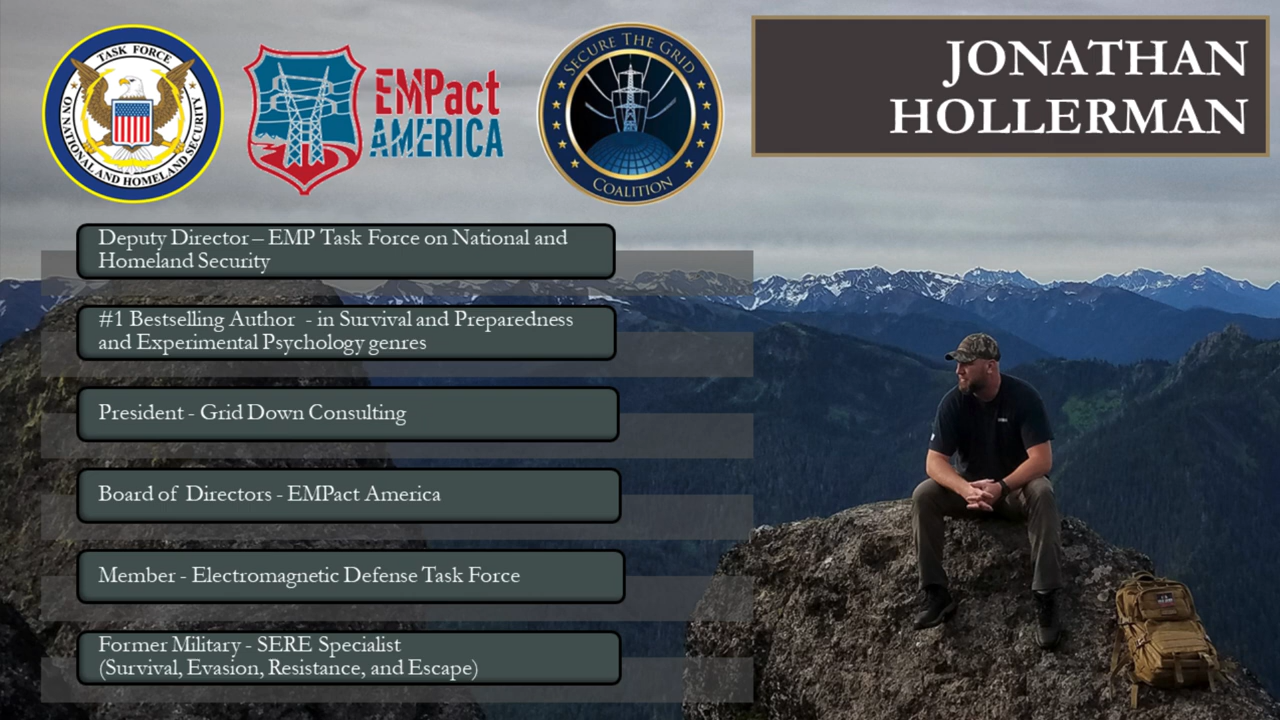 TASK FORCE
ON NATIONAL AND HOMELAND SECURITY
EMPact
AMERICA
SECURE THE GRID
COALITION
JONATHAN
HOLLERMAN
Deputy Director – EMP Task Force on National and
Homeland Security
#1 Bestselling Author - in Survival and Preparedness
and Experimental Psychology genres
President - Grid Down Consulting
Board of Directors - EMPact America
Member - Electromagnetic Defense Task Force
Former Military - SERE Specialist
(Survival, Evasion, Resistance, and Escape)